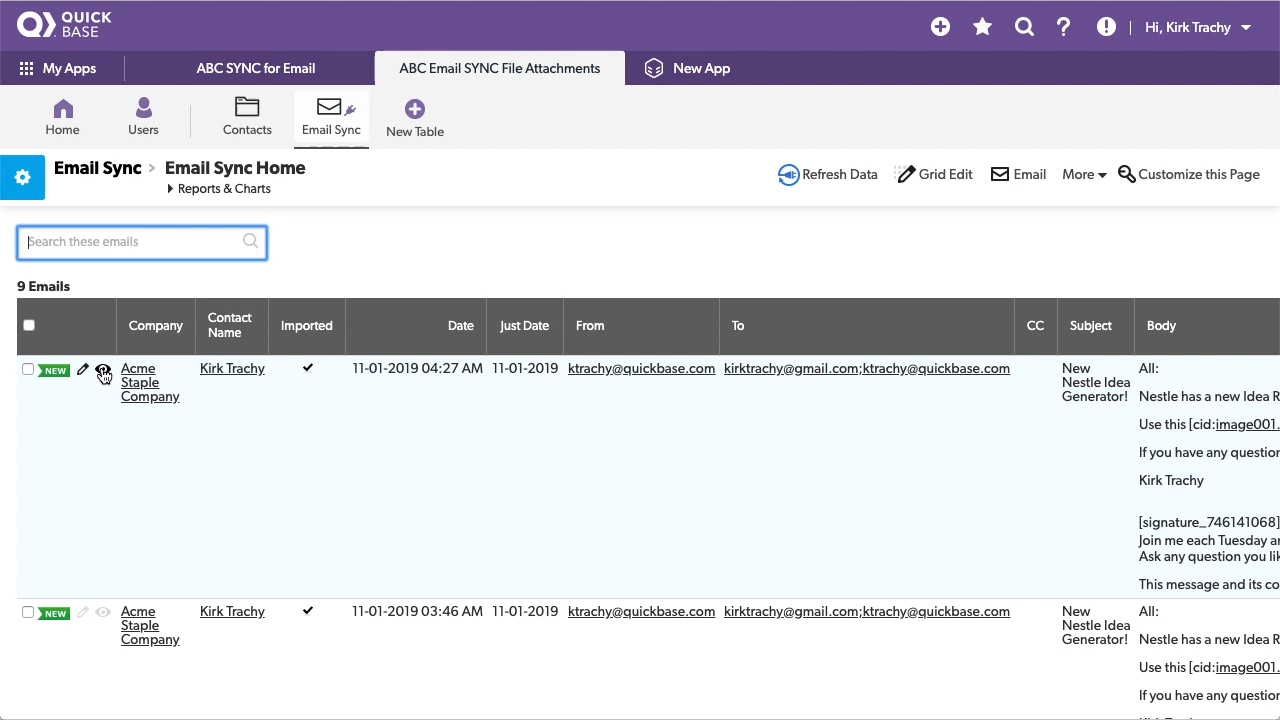 QUICK
BASE
Hi, Kirk Trachy
My Apps
ABC SYNC for Email
ABC Email SYNC File Attachments
New App
Home
Users
Contacts
Email Sync
New Table
Email Sync > Email Sync Home
Reports & Charts
Refresh Data
Grid Edit
Email
More
Customize this Page
Search these emails
9 Emails
Company
Contact
Name
Imported
Date
Just Date
From
To
CC
Subject
Body
NEW
Acme
Staple
Company
Kirk Trachy
11-01-2019 04:27 AM
11-01-2019
ktrachy@quickbase.com
kirktrachy@gmail.com;ktrachy@quickbase.com
New
Nestle Idea
Generator!
All:
Nestle has a new Idea R
Use this [cid:image001.
If you have any question
Kirk Trachy
[signature_746141068]
Join me each Tuesday an
Ask any question you lik
This message and its co
NEW
Acme
Staple
Company
Kirk Trachy
11-01-2019 03:46 AM
11-01-2019
ktrachy@quickbase.com
kirktrachy@gmail.com;ktrachy@quickbase.com
New
Nestle Idea
Generator!
All:
Nestle has a new Idea R
Use this [cid:image001.
If you have any question